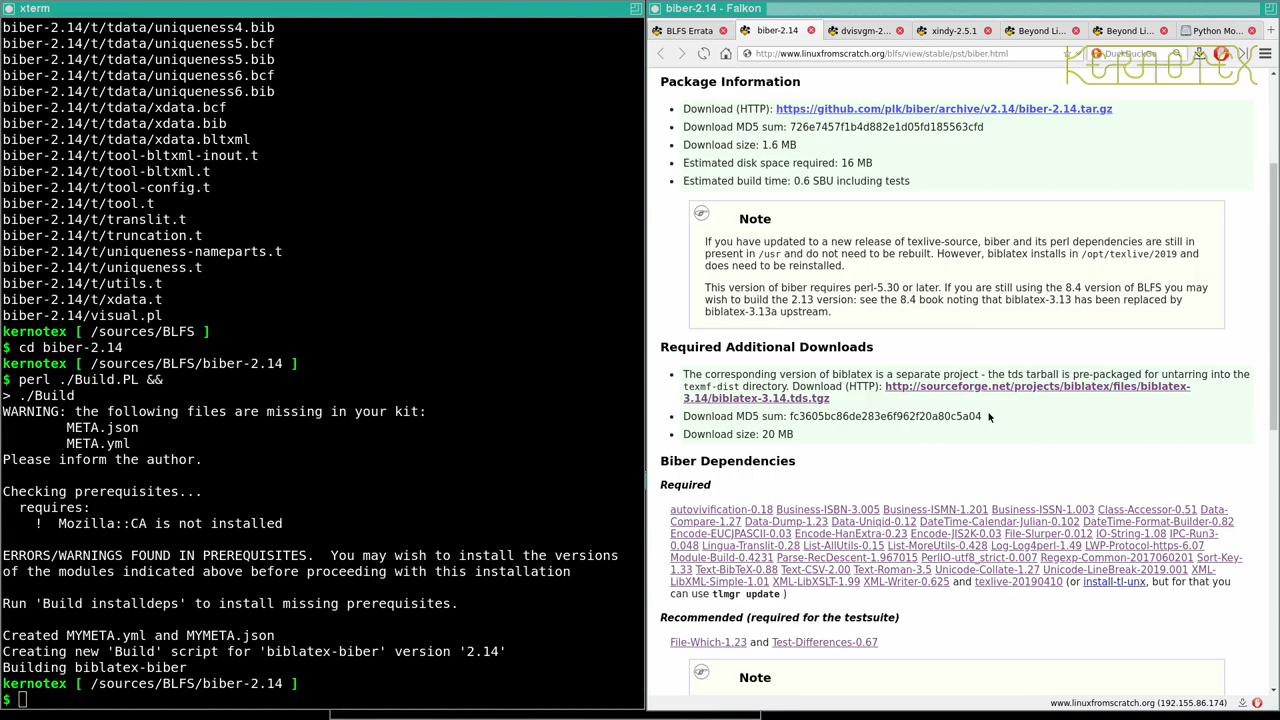 xterm
biber-2.14/t/tdata/uniqueness4.bib
biber-2.14/t/tdata/uniqueness5.bcf
biber-2.14/t/tdata/uniqueness5.bib
biber-2.14/t/tdata/uniqueness6.bcf
biber-2.14/t/tdata/uniqueness6.bib
biber-2.14/t/tdata/xdata.bcf
biber-2.14/t/tdata/xdata.bib
biber-2.14/t/tdata/xdata.bltxml
biber-2.14/t/tool-bltxml-inout.t
biber-2.14/t/tool-bltxml.t
biber-2.14/t/tool-config.t
biber-2.14/t/tool.t
biber-2.14/t/translit.t
biber-2.14/t/truncation.t
biber-2.14/t/uniqueness-nameparts.t
biber-2.14/t/uniqueness.t
biber-2.14/t/utils.t
biber-2.14/t/xdata.t
biber-2.14/visual.pl
kernotex [ /sources/BLFS ]
$ cd biber-2.14
kernotex [ /sources/BLFS/biber-2.14 ]
$ perl ./Build.PL &&
> ./Build
WARNING: the following files are missing in your kit:
META.json
META.yml
Please inform the author.
Checking prerequisites...
requires:
! Mozilla::CA is not installed
ERRORS/WARNINGS FOUND IN PREREQUISITES. You may wish to install the versions
of the modules indicated above before proceeding with this installation
Run 'Build installdeps' to install missing prerequisites.
Created MYMETA.yml and MYMETA.json
Creating new 'Build' script for 'biblatex-biber' version '2.14'
Building biblatex-biber
kernotex [ /sources/BLFS/biber-2.14 ]
$
biber-2.14 - Falkon
BLFS Errata biber-2.14 dvisvgm-2... xindy-2.5.1 Beyond Li... Beyond Li... Python Mo...
http://www.linuxfromscratch.org/blfs/view/stable/pst/biber.html DuckDuckGo
KERNOTEX
Package Information
• Download (HTTP): https://github.com/plk/biber/archive/v2.14/biber-2.14.tar.gz
• Download MD5 sum: 726e7457f1b4d882e1d05fd185563cfd
• Download size: 1.6 MB
• Estimated disk space required: 16 MB
• Estimated build time: 0.6 SBU including tests
Note
If you have updated to a new release of texlive-source, biber and its perl dependencies are still in
present in /usr and do not need to be rebuilt. However, biblatex installs in /opt/texlive/2019 and
does need to be reinstalled.
This version of biber requires perl-5.30 or later. If you are still using the 8.4 version of BLFS you may
wish to build the 2.13 version: see the 8.4 book noting that biblatex-3.13 has been replaced by
biblatex-3.13a upstream.
Required Additional Downloads
• The corresponding version of biblatex is a separate project - the tds tarball is pre-packaged for untarring into the
texmf-dist directory. Download (HTTP): http://sourceforge.net/projects/biblatex/files/biblatex-
3.14/biblatex-3.14.tds.tgz
• Download MD5 sum: fc3605bc86de283e6f962f20a80c5a04
• Download size: 20 MB
Biber Dependencies
Required
autovivification-0.18 Business-ISBN-3.005 Business-ISMN-1.201 Business-ISSN-1.003 Class-Accessor-0.51 Data-
Compare-1.27 Data-Dump-1.23 Data-Uniqid-0.12 DateTime-Calendar-Julian-0.102 DateTime-Format-Builder-0.82
Encode-EUCJPASCII-0.03 Encode-HanExtra-0.23 Encode-JIS2K-0.03 File-Slurper-0.012 IO-String-1.08 IPC-Run3-
0.048 Lingua-Translit-0.28 List-AllUtils-0.15 List-MoreUtils-0.428 Log-Log4perl-1.49 LWP-Protocol-https-6.07
Module-Build-0.4231 Parse-RecDescent-1.967015 PerlIO-utf8_strict-0.007 Regexp-Common-2017060201 Sort-Key-
1.33 Text-BibTeX-0.88 Text-CSV-2.00 Text-Roman-3.5 Unicode-Collate-1.27 Unicode-LineBreak-2019.001 XML-
LibXML-Simple-1.01 XML-LibXSLT-1.99 XML-Writer-0.625 and texlive-20190410 (or install-tl-unx, but for that you
can use tlmgr update )
Recommended (required for the testsuite)
File-Which-1.23 and Test-Differences-0.67
Note
www.linuxfromscratch.org (192.155.86.174)